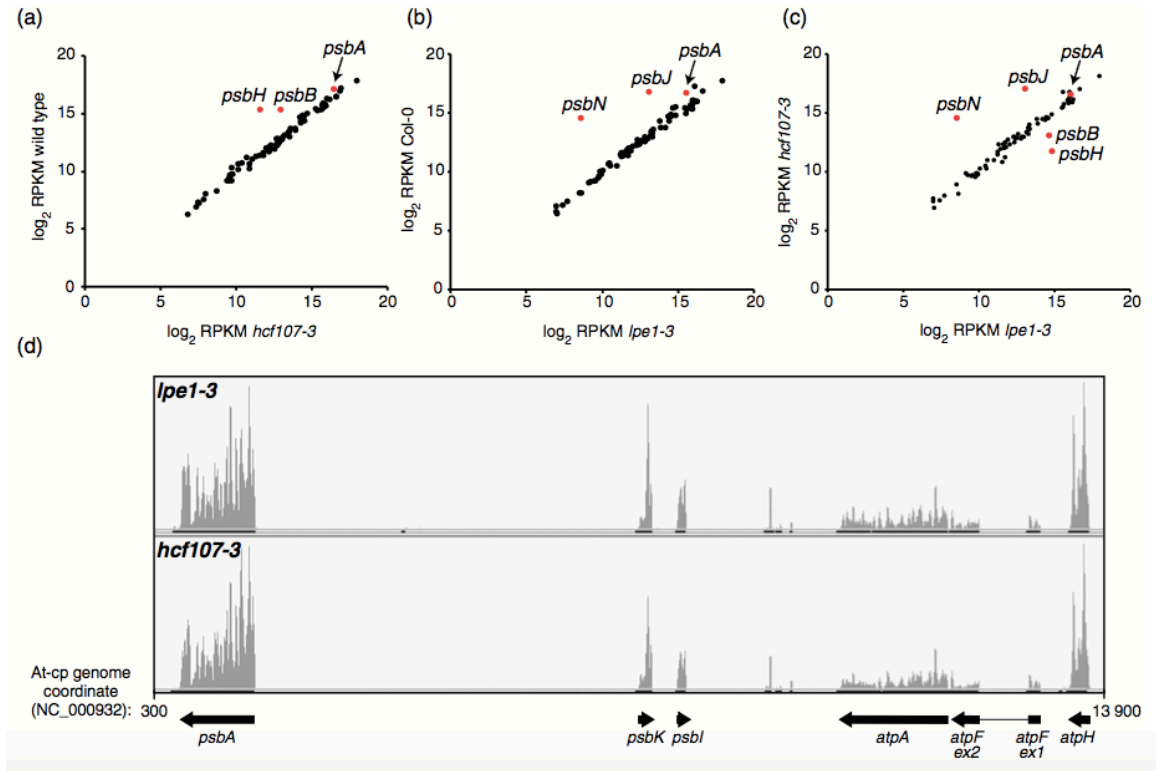 (a)
20
15
10
5
0
0 5 10 15 20
log2 RPKM wild type
log2 RPKM hcf107-3
psbA
psbH psbB
(b)
20
15
10
5
0
0 5 10 15 20
log2 RPKM Col-0
log2 RPKM lpe1-3
psbA
psbJ
psbN
(c)
20
15
10
5
0
0 5 10 15 20
log2 RPKM hcf107-3
log2 RPKM lpe1-3
psbA
psbJ
psbN
psbB
psbH
(d)
lpe1-3
hcf107-3
At-cp genome
coordinate
(NC_000932): 300 13 900
psbA psbK psbI atpA atpF atpF atpH
ex2 ex1